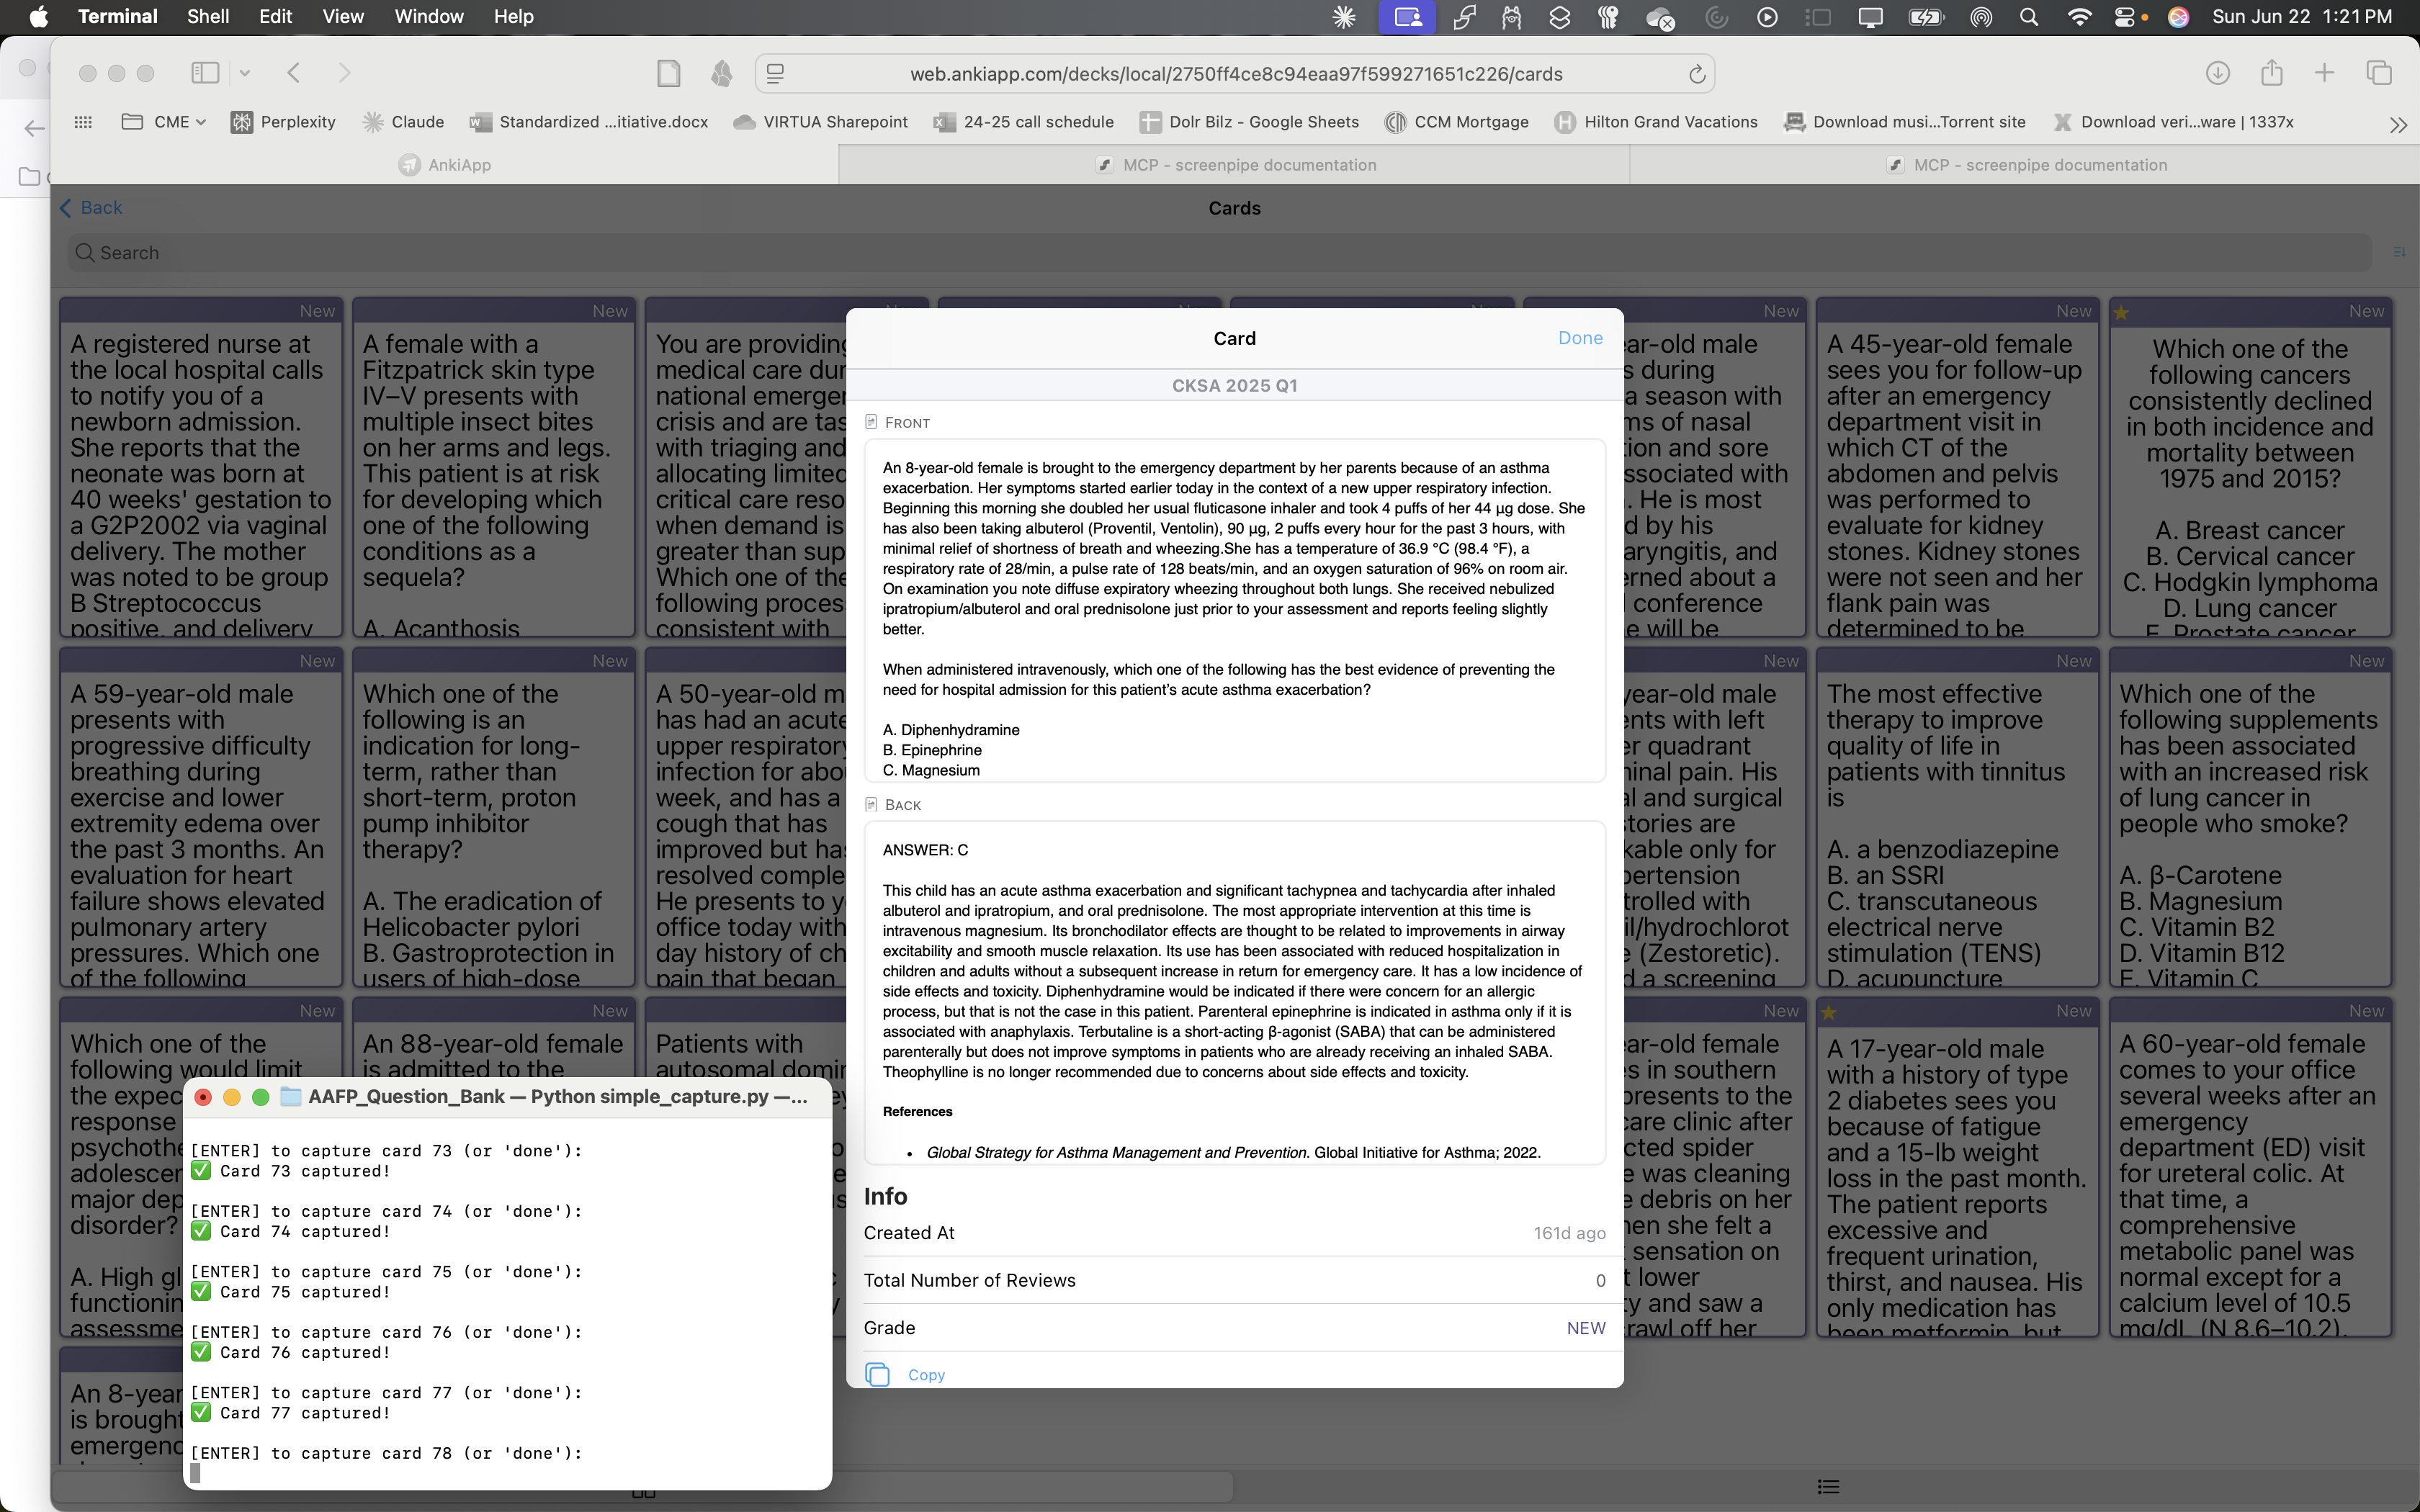 Terminal Shell Edit View Window Help
Sun Jun 22 1:21 PM
web.ankiapp.com/decks/local/2750ff4ce8c94eaa97f599271651c226/cards
CME Perplexity Claude Standardized ...itiative.docx VIRTUA Sharepoint 24-25 call schedule Dolr Bilz - Google Sheets CCM Mortgage Hilton Grand Vacations Download musi...Torrent site Download veri...ware | 1337x
AnkiApp MCP - screenpipe documentation MCP - screenpipe documentation
Back
Cards
Search
New
A registered nurse at
the local hospital calls
to notify you of a
newborn admission.
She reports that the
neonate was born at
40 weeks' gestation to
a G2P2002 via vaginal
delivery. The mother
was noted to be group
B Streptococcus
positive, and delivery
New
A female with a
Fitzpatrick skin type
IV–V presents with
multiple insect bites
on her arms and legs.
This patient is at risk
for developing which
one of the following
conditions as a
sequela?
A. Acanthosis
You are providing
medical care dur
national emerger
crisis and are tas
with triaging and
allocating limited
critical care reso
when demand is
greater than sup
Which one of the
following proces
consistent with
New
ar-old male
s during
a season with
ms of nasal
ion and sore
ssociated with
. He is most
d by his
aryngitis, and
erned about a
conference
e will be
New
A 45-year-old female
sees you for follow-up
after an emergency
department visit in
which CT of the
abdomen and pelvis
was performed to
evaluate for kidney
stones. Kidney stones
were not seen and her
flank pain was
determined to be
New
Which one of the
following cancers
consistently declined
in both incidence and
mortality between
1975 and 2015?
A. Breast cancer
B. Cervical cancer
C. Hodgkin lymphoma
D. Lung cancer
E. Prostate cancer
New
A 59-year-old male
presents with
progressive difficulty
breathing during
exercise and lower
extremity edema over
the past 3 months. An
evaluation for heart
failure shows elevated
pulmonary artery
pressures. Which one
of the following
New
Which one of the
following is an
indication for long-
term, rather than
short-term, proton
pump inhibitor
therapy?
A. The eradication of
Helicobacter pylori
B. Gastroprotection in
users of high-dose
A 50-year-old m
has had an acute
upper respiratory
infection for abo
week, and has a
cough that has
improved but has
resolved comple
He presents to y
office today with
day history of ch
pain that began
New
year-old male
ents with left
er quadrant
inal pain. His
al and surgical
tories are
kable only for
pertension
trolled with
il/hydrochlorot
e (Zestoretic).
d a screening
New
The most effective
therapy to improve
quality of life in
patients with tinnitus
is
A. a benzodiazepine
B. an SSRI
C. transcutaneous
electrical nerve
stimulation (TENS)
D. acupuncture
New
Which one of the
following supplements
has been associated
with an increased risk
of lung cancer in
people who smoke?
A. β-Carotene
B. Magnesium
C. Vitamin B2
D. Vitamin B12
E. Vitamin C
New
Which one of the
following would limit
the expec
response
psychothe
adolescer
major dep
disorder?
A. High gl
functionin
assessme
New
An 88-year-old female
is admitted to the
Patients with
autosomal domir
New
ar-old female
es in southern
presents to the
care clinic after
cted spider
e was cleaning
e debris on her
hen she felt a
sensation on
t lower
ty and saw a
rawl off her
New
A 17-year-old male
with a history of type
2 diabetes sees you
because of fatigue
and a 15-lb weight
loss in the past month.
The patient reports
excessive and
frequent urination,
thirst, and nausea. His
only medication has
been metformin, but
New
A 60-year-old female
comes to your office
several weeks after an
emergency
department (ED) visit
for ureteral colic. At
that time, a
comprehensive
metabolic panel was
normal except for a
calcium level of 10.5
mg/dL (N 8.6–10.2).
An 8-year
is brought
emergenc
Card
Done
CKSA 2025 Q1
FRONT
An 8-year-old female is brought to the emergency department by her parents because of an asthma
exacerbation. Her symptoms started earlier today in the context of a new upper respiratory infection.
Beginning this morning she doubled her usual fluticasone inhaler and took 4 puffs of her 44 µg dose. She
has also been taking albuterol (Proventil, Ventolin), 90 µg, 2 puffs every hour for the past 3 hours, with
minimal relief of shortness of breath and wheezing.She has a temperature of 36.9 °C (98.4 °F), a
respiratory rate of 28/min, a pulse rate of 128 beats/min, and an oxygen saturation of 96% on room air.
On examination you note diffuse expiratory wheezing throughout both lungs. She received nebulized
ipratropium/albuterol and oral prednisolone just prior to your assessment and reports feeling slightly
better.
When administered intravenously, which one of the following has the best evidence of preventing the
need for hospital admission for this patient's acute asthma exacerbation?
A. Diphenhydramine
B. Epinephrine
C. Magnesium
BACK
ANSWER: C
This child has an acute asthma exacerbation and significant tachypnea and tachycardia after inhaled
albuterol and ipratropium, and oral prednisolone. The most appropriate intervention at this time is
intravenous magnesium. Its bronchodilator effects are thought to be related to improvements in airway
excitability and smooth muscle relaxation. Its use has been associated with reduced hospitalization in
children and adults without a subsequent increase in return for emergency care. It has a low incidence of
side effects and toxicity. Diphenhydramine would be indicated if there were concern for an allergic
process, but that is not the case in this patient. Parenteral epinephrine is indicated in asthma only if it is
associated with anaphylaxis. Terbutaline is a short-acting β-agonist (SABA) that can be administered
parenterally but does not improve symptoms in patients who are already receiving an inhaled SABA.
Theophylline is no longer recommended due to concerns about side effects and toxicity.
References
• Global Strategy for Asthma Management and Prevention. Global Initiative for Asthma; 2022.
Info
Created At 161d ago
Total Number of Reviews 0
Grade NEW
Copy
AAFP_Question_Bank — Python simple_capture.py —...
[ENTER] to capture card 73 (or 'done'):
✅ Card 73 captured!
[ENTER] to capture card 74 (or 'done'):
✅ Card 74 captured!
[ENTER] to capture card 75 (or 'done'):
✅ Card 75 captured!
[ENTER] to capture card 76 (or 'done'):
✅ Card 76 captured!
[ENTER] to capture card 77 (or 'done'):
✅ Card 77 captured!
[ENTER] to capture card 78 (or 'done'):